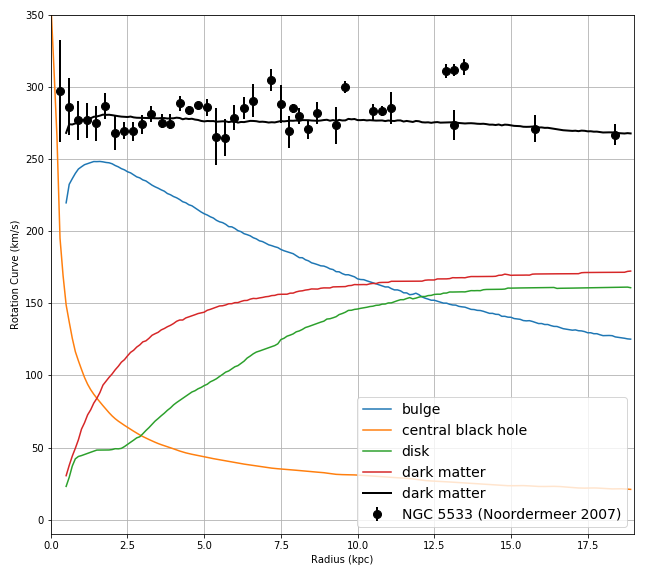 350
300
250
200
150
100
50
0
Rotation Curve (km/s)
bulge
central black hole
disk
dark matter
dark matter
NGC 5533 (Noordermeer 2007)
0.0 2.5 5.0 7.5 10.0 12.5 15.0 17.5
Radius (kpc)